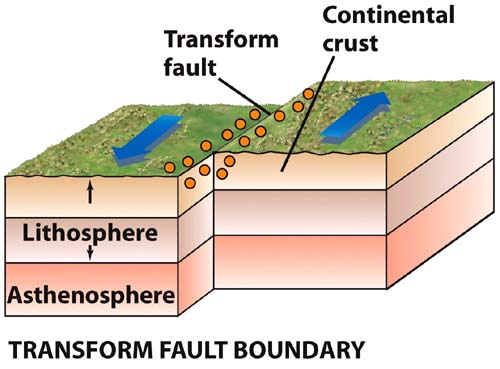 Transform
fault
Continental
crust
Lithosphere
Asthenosphere
TRANSFORM FAULT BOUNDARY